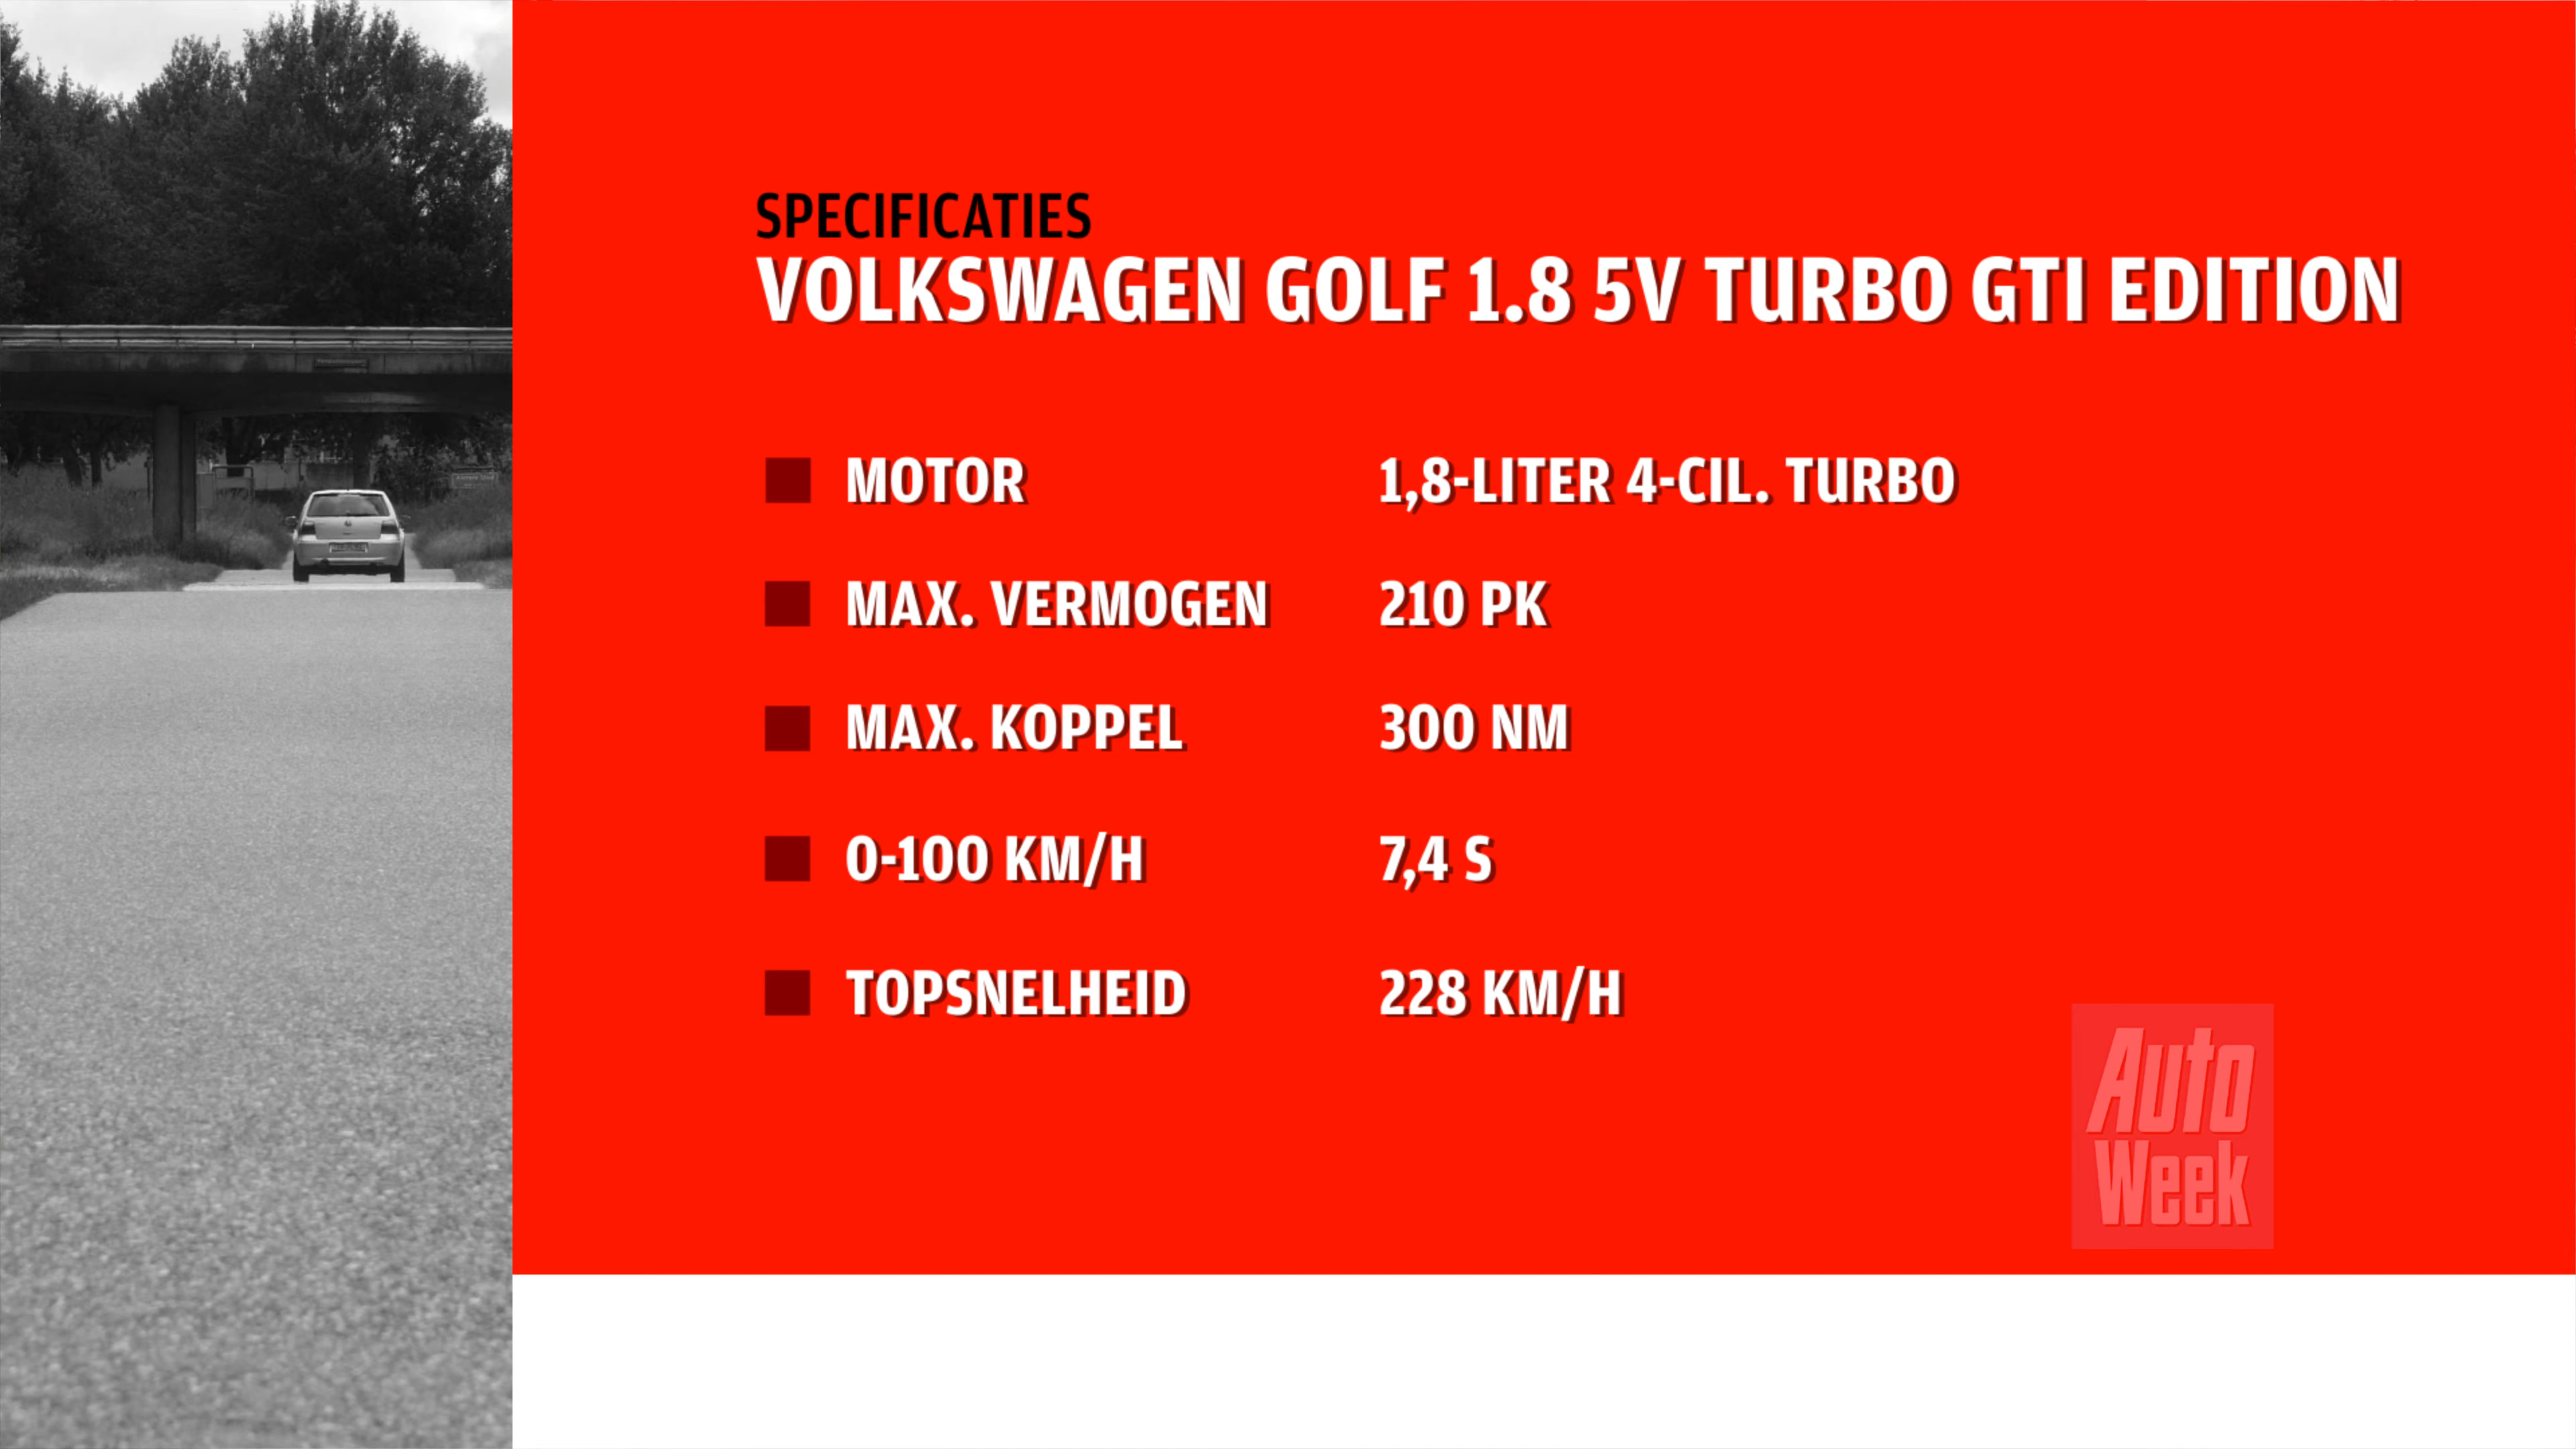 SPECIFICATIES
VOLKSWAGEN GOLF 1.8 5V TURBO GTI EDITION
MOTOR 1,8-LITER 4-CIL. TURBO
MAX. VERMOGEN 210 PK
MAX. KOPPEL 300 NM
0-100 KM/H 7,4 S
TOPSNELHEID 228 KM/H
Auto
Week